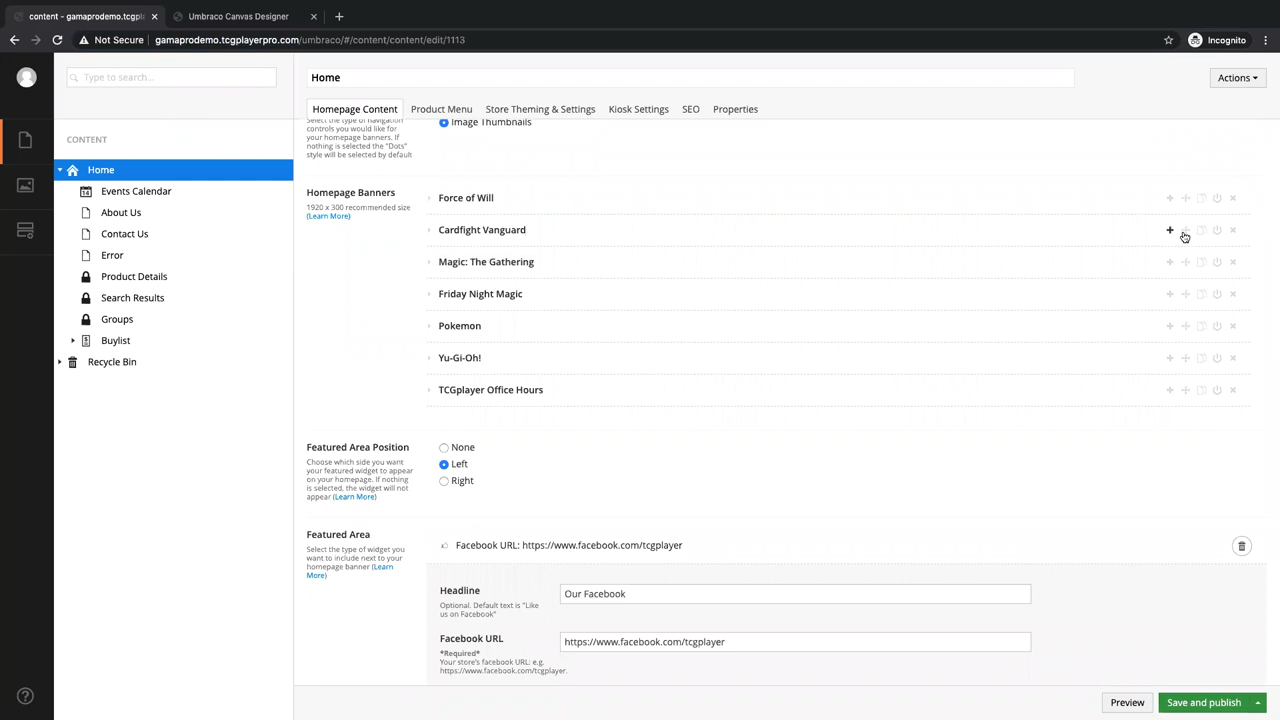 content - gamaprodemo.tcgpl
Umbraco Canvas Designer
Not Secure
gamaprodemo.tcgplayerpro.com/umbraco/#/content/content/edit/1113
Incognito
Type to search...
Home
Actions
Homepage Content
Product Menu
Store Theming & Settings
Kiosk Settings
SEO
Properties
CONTENT
Home
Events Calendar
About Us
Contact Us
Error
Product Details
Search Results
Groups
Buylist
Recycle Bin
Select the type of navigation
controls you would like for
your homepage banners. If
nothing is selected the "Dots"
style will be selected by default
Image Thumbnails
Homepage Banners
1920 x 300 recommended size
(Learn More)
Force of Will
Cardfight Vanguard
Magic: The Gathering
Friday Night Magic
Pokemon
Yu-Gi-Oh!
TCGplayer Office Hours
Featured Area Position
Choose which side you want
your featured widget to appear
on your homepage. If nothing
is selected, the widget will not
appear (Learn More)
None
Left
Right
Featured Area
Select the type of widget you
want to include next to your
homepage banner (Learn
More)
Facebook URL: https://www.facebook.com/tcgplayer
Headline
Optional. Default text is "Like
us on Facebook"
Our Facebook
Facebook URL
*Required*
Your store's facebook URL: e.g.
https://www.facebook.com/tcgplayer.
https://www.facebook.com/tcgplayer
Preview
Save and publish